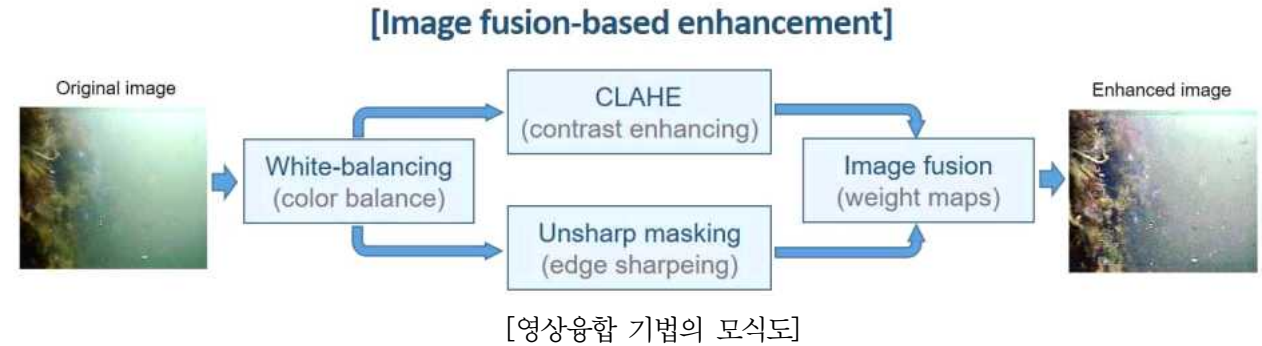 [Image fusion-based enhancement]
Original image
CLAHE
(contrast enhancing)
Enhanced image
White-balancing
(color balance)
Image fusion
(weight maps)
Unsharp masking
(edge sharpeing)
[영상융합 기법의 모식도]